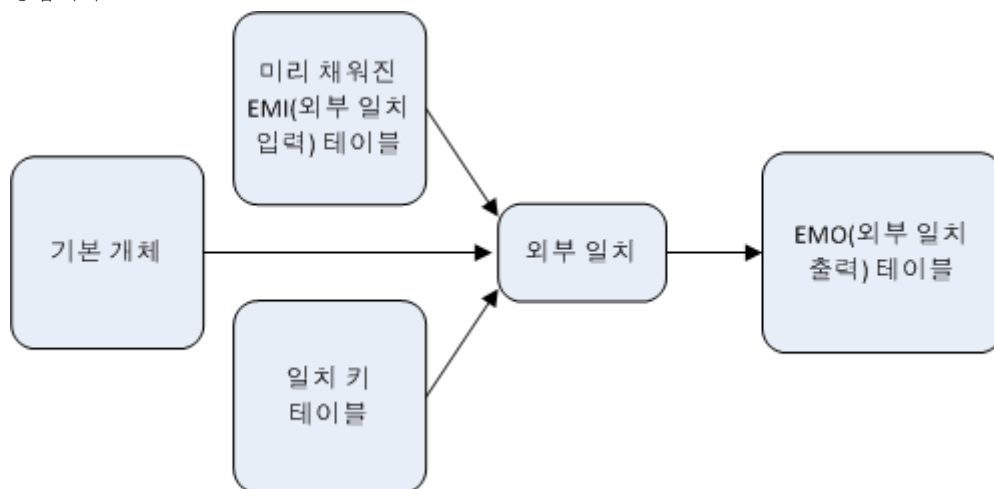 미리 채워진
EMI(외부 일치
입력) 테이블
기본 개체
외부 일치
EMO(외부 일치
출력) 테이블
일치 키
테이블